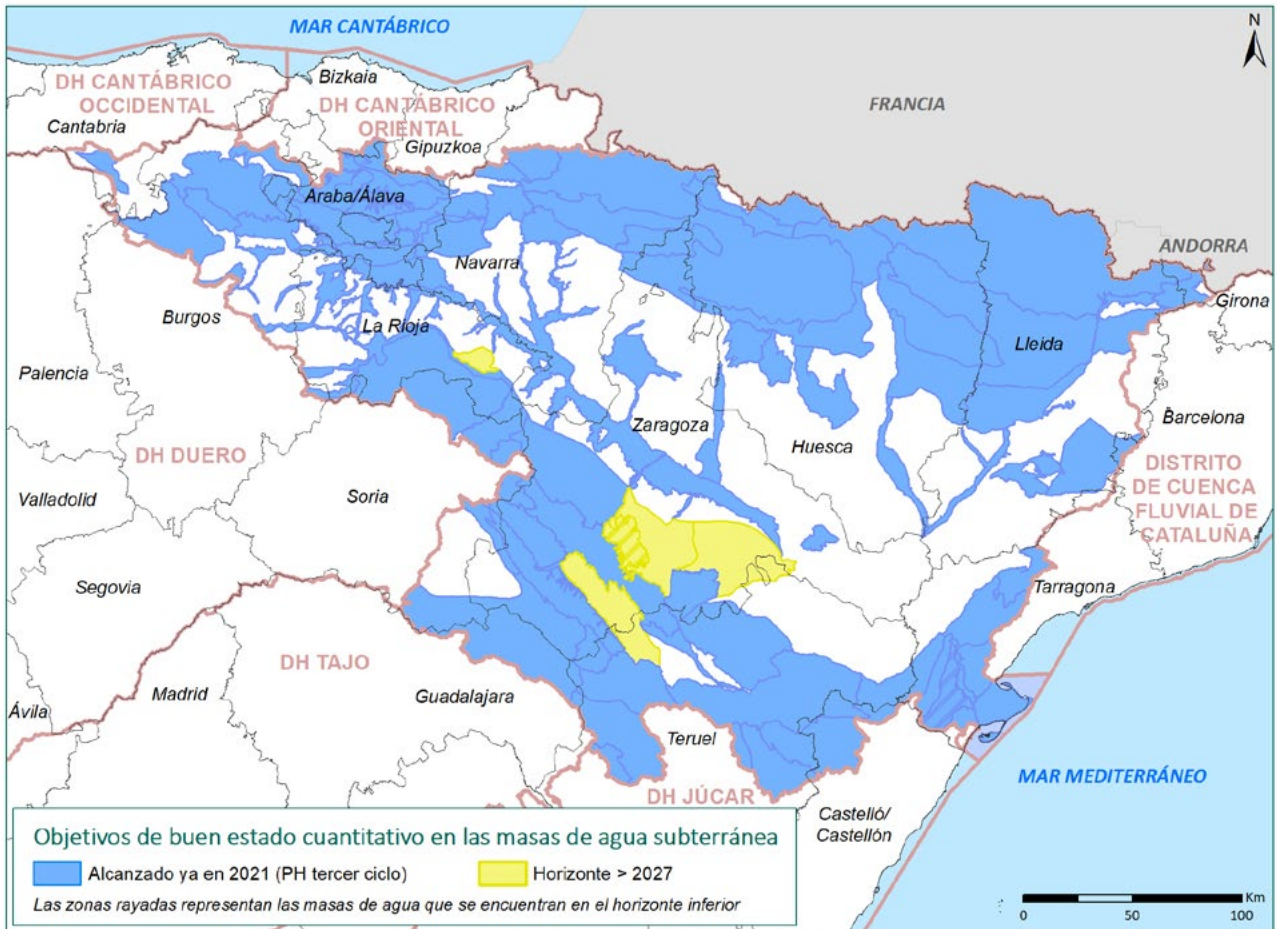 MAR CANTÁBRICO
N
DH CANTÁBRICO
OCCIDENTAL
Bizkaia
DH CANTÁBRICO
ORIENTAL
FRANCIA
Cantabria
Gipuzkoa
Araba/Álava
ANDORRA
Navarra
Girona
Burgos
La Rioja
Lleida
Palencia
Zaragoza
Barcelona
Huesca
DH DUERO
DISTRITO
DE CUENCA
FLUVIAL DE
CATALUÑA
Valladolid
Soria
Segovia
Tarragona
DH TAJO
Madrid
Guadalajara
Ávila
Teruel
MAR MEDITERRÁNEO
DH JÚCAR
Castelló/
Castellón
Objetivos de buen estado cuantitativo en las masas de agua subterránea
Alcanzado ya en 2021 (PH tercer ciclo)
Horizonte > 2027
Las zonas rayadas representan las masas de agua que se encuentran en el horizonte inferior
Km
0 50 100